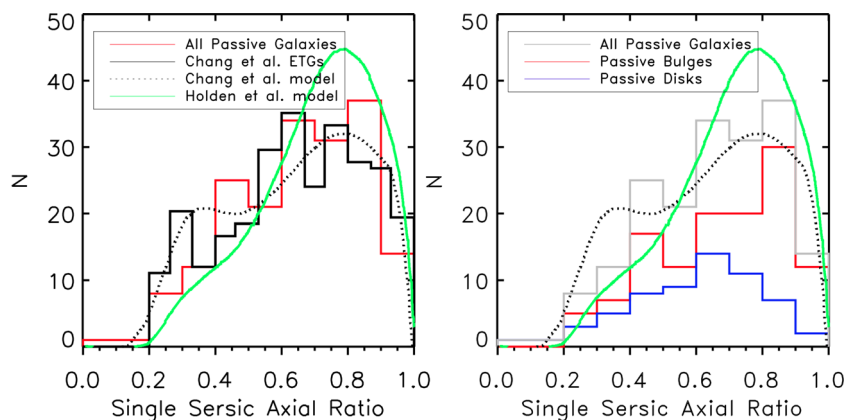 50
40
30
20
10
0
N
All Passive Galaxies
Chang et al. ETGs
Chang et al. model
Holden et al. model
0.0 0.2 0.4 0.6 0.8 1.0
Single Sersic Axial Ratio
50
40
30
20
10
0
N
All Passive Galaxies
Passive Bulges
Passive Disks
0.0 0.2 0.4 0.6 0.8 1.0
Single Sersic Axial Ratio